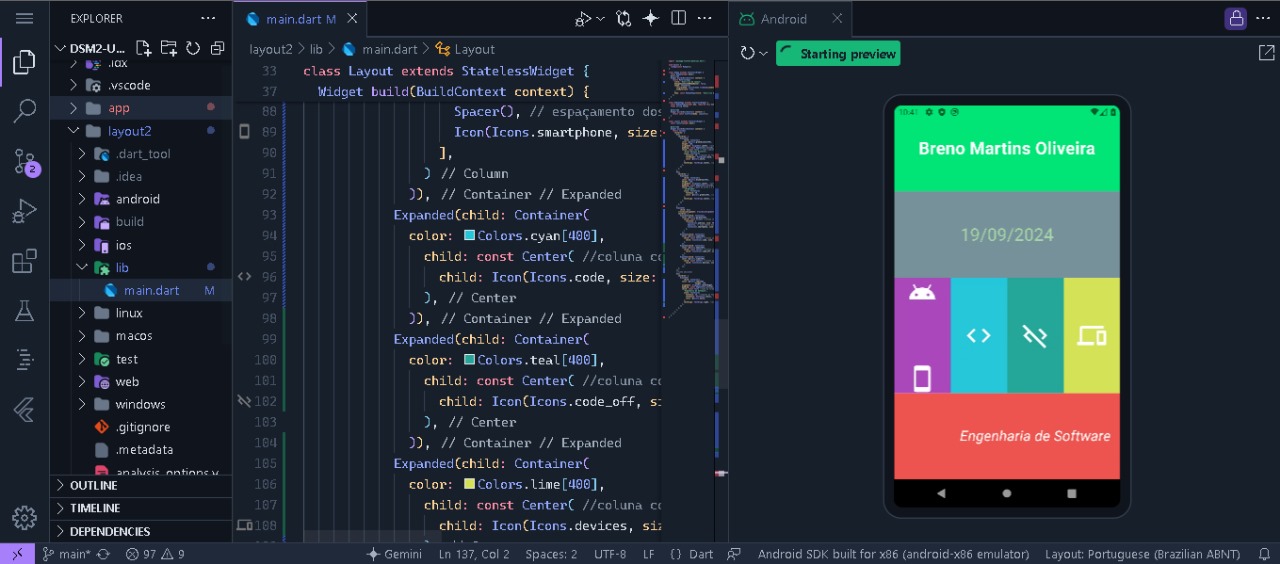 EXPLORER
DSM2-U...
.idx
.vscode
app
layout2
.dart_tool
.idea
android
build
ios
lib
main.dart M
linux
macos
test
web
windows
.gitignore
.metadata
analysis_options.y
OUTLINE
TIMELINE
DEPENDENCIES
main.dart M
layout2 > lib > main.dart > Layout
33 class Layout extends StatelessWidget {
37 Widget build(BuildContext context) {
88 Spacer(), // espaçamento dos
89 Icon(Icons.smartphone, size:
90 ],
91 ) // Column
92 )), // Container // Expanded
93 Expanded(child: Container(
94 color: Colors.cyan[400],
95 child: const Center( //coluna co
96 child: Icon(Icons.code, size:
97 ), // Center
98 )), // Container // Expanded
99 Expanded(child: Container(
100 color: Colors.teal[400],
101 child: const Center( //coluna co
102 child: Icon(Icons.code_off, si
103 ), // Center
104 )), // Container // Expanded
105 Expanded(child: Container(
106 color: Colors.lime[400],
107 child: const Center( //coluna co
108 child: Icon(Icons.devices, siz
Android
Starting preview
10:41
Breno Martins Oliveira
19/09/2024
Engenharia de Software
2
main* 97 9 Gemini Ln 137, Col 2 Spaces: 2 UTF-8 LF {} Dart Android SDK built for x86 (android-x86 emulator) Layout: Portuguese (Brazilian ABNT)